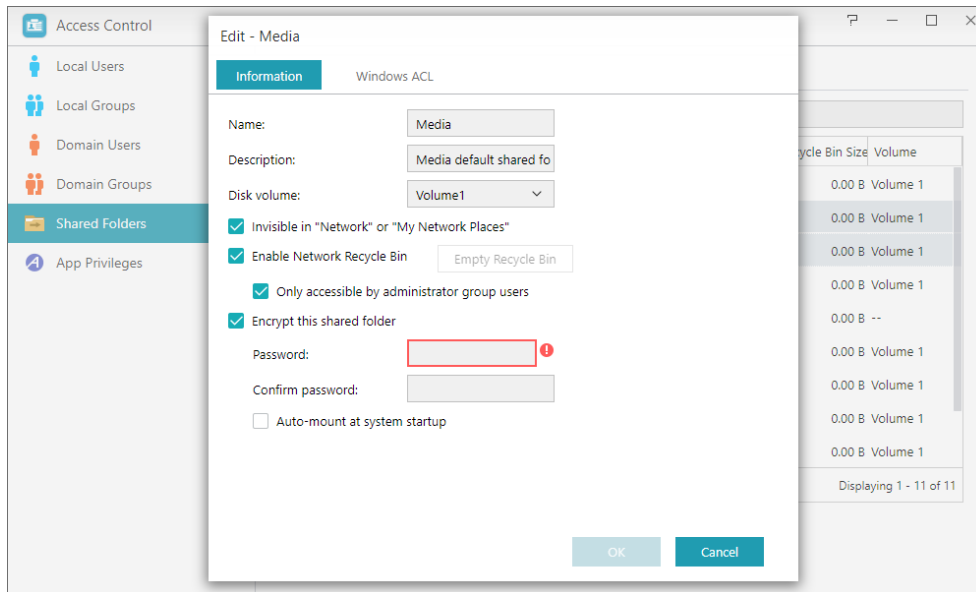 Access Control
Local Users
Local Groups
Domain Users
Domain Groups
Shared Folders
App Privileges
Edit - Media
Information
Windows ACL
Name:
Media
Description:
Media default shared fo
Disk volume:
Volume1
Invisible in "Network" or "My Network Places"
Enable Network Recycle Bin
Empty Recycle Bin
Only accessible by administrator group users
Encrypt this shared folder
Password:
Confirm password:
Auto-mount at system startup
OK
Cancel
ycle Bin Size Volume
0.00 B Volume 1
0.00 B Volume 1
0.00 B Volume 1
0.00 B Volume 1
0.00 B --
0.00 B Volume 1
0.00 B Volume 1
0.00 B Volume 1
0.00 B Volume 1
Displaying 1 - 11 of 11